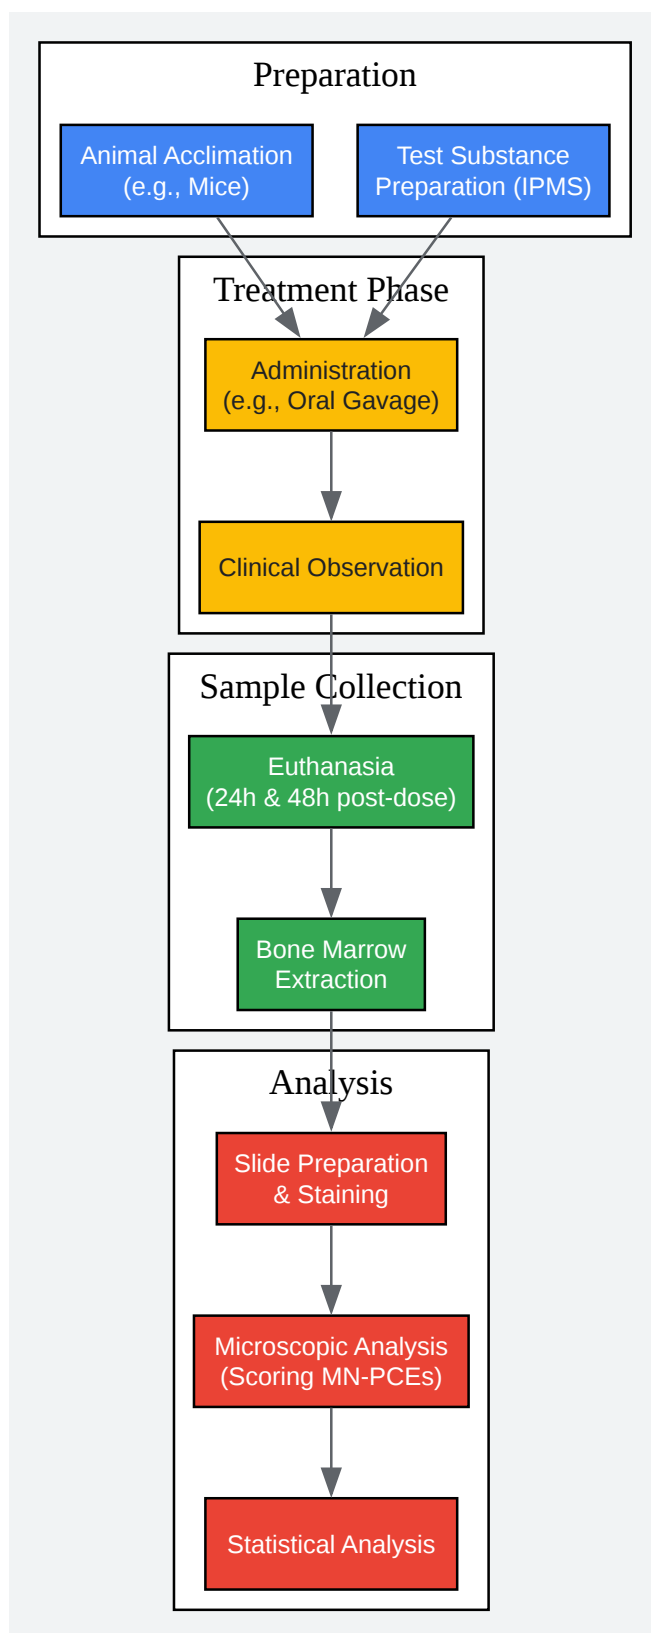 Preparation
Animal Acclimation
(e.g., Mice)
Test Substance
Preparation (IPMS)
Treatment Phase
Administration
(e.g., Oral Gavage)
Clinical Observation
Sample Collection
Euthanasia
(24h & 48h post-dose)
Bone Marrow
Extraction
Analysis
Slide Preparation
& Staining
Microscopic Analysis
(Scoring MN-PCEs)
Statistical Analysis